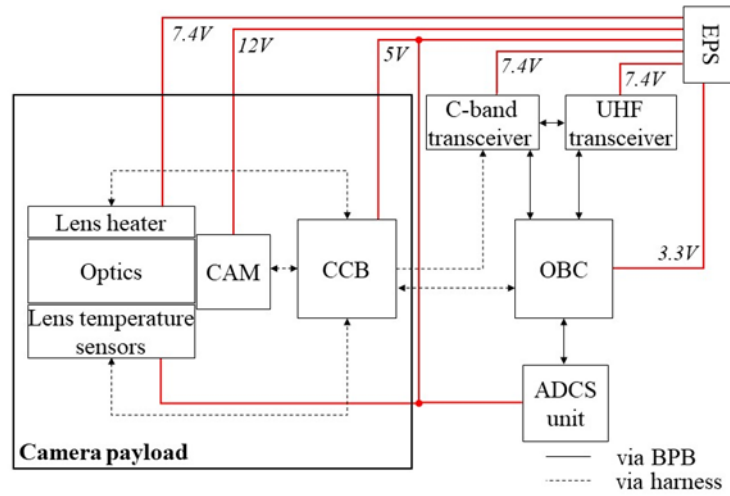 7.4V
12V
5V
EPS
7.4V
7.4V
C-band
transceiver
UHF
transceiver
Lens heater
Optics
CAM
CCB
OBC
3.3V
Lens temperature
sensors
ADCS
unit
Camera payload
via BPB
via harness